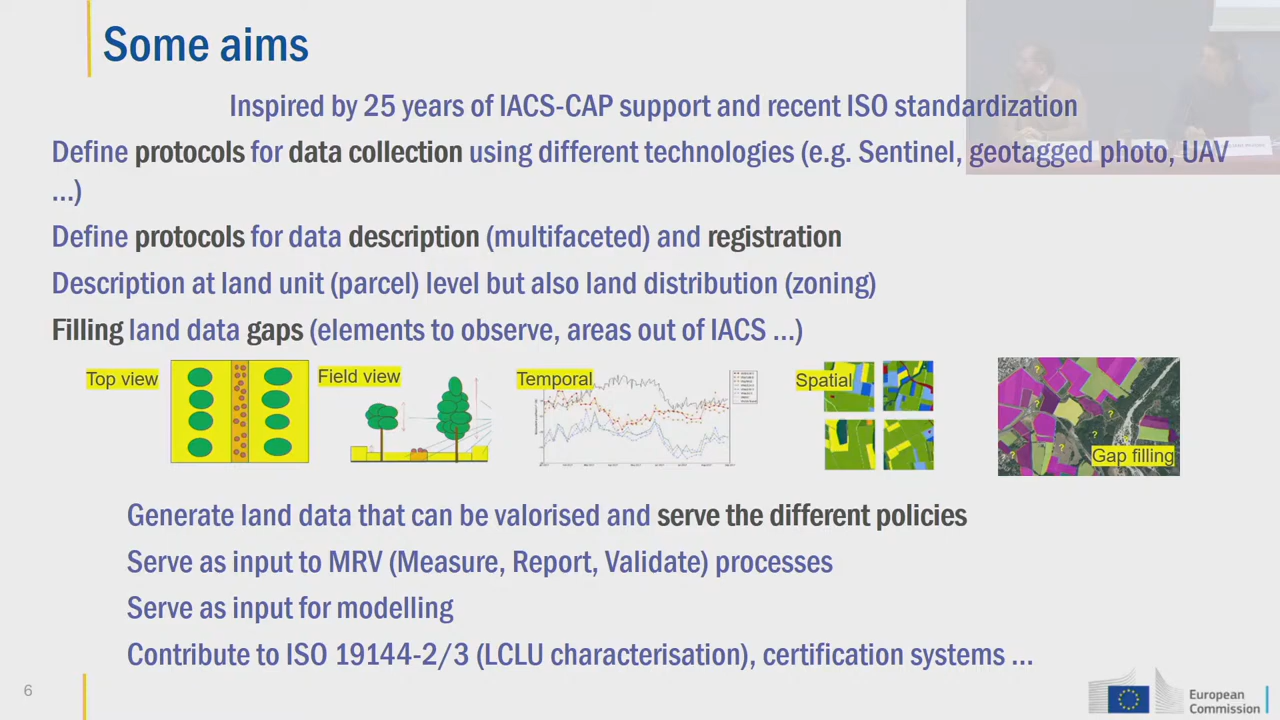 Some aims
Inspired by 25 years of IACS-CAP support and recent ISO standardization
Define protocols for data collection using different technologies (e.g. Sentinel, geotagged photo, UAV
...)
Define protocols for data description (multifaceted) and registration
Description at land unit (parcel) level but also land distribution (zoning)
Filling land data gaps (elements to observe, areas out of IACS ...)
Top view
Field view
Temporal
Spatial
? ? ? ? ?
Gap filling
Generate land data that can be valorised and serve the different policies
Serve as input to MRV (Measure, Report, Validate) processes
Serve as input for modelling
Contribute to ISO 19144-2/3 (LCLU characterisation), certification systems ...
6
European
Commission